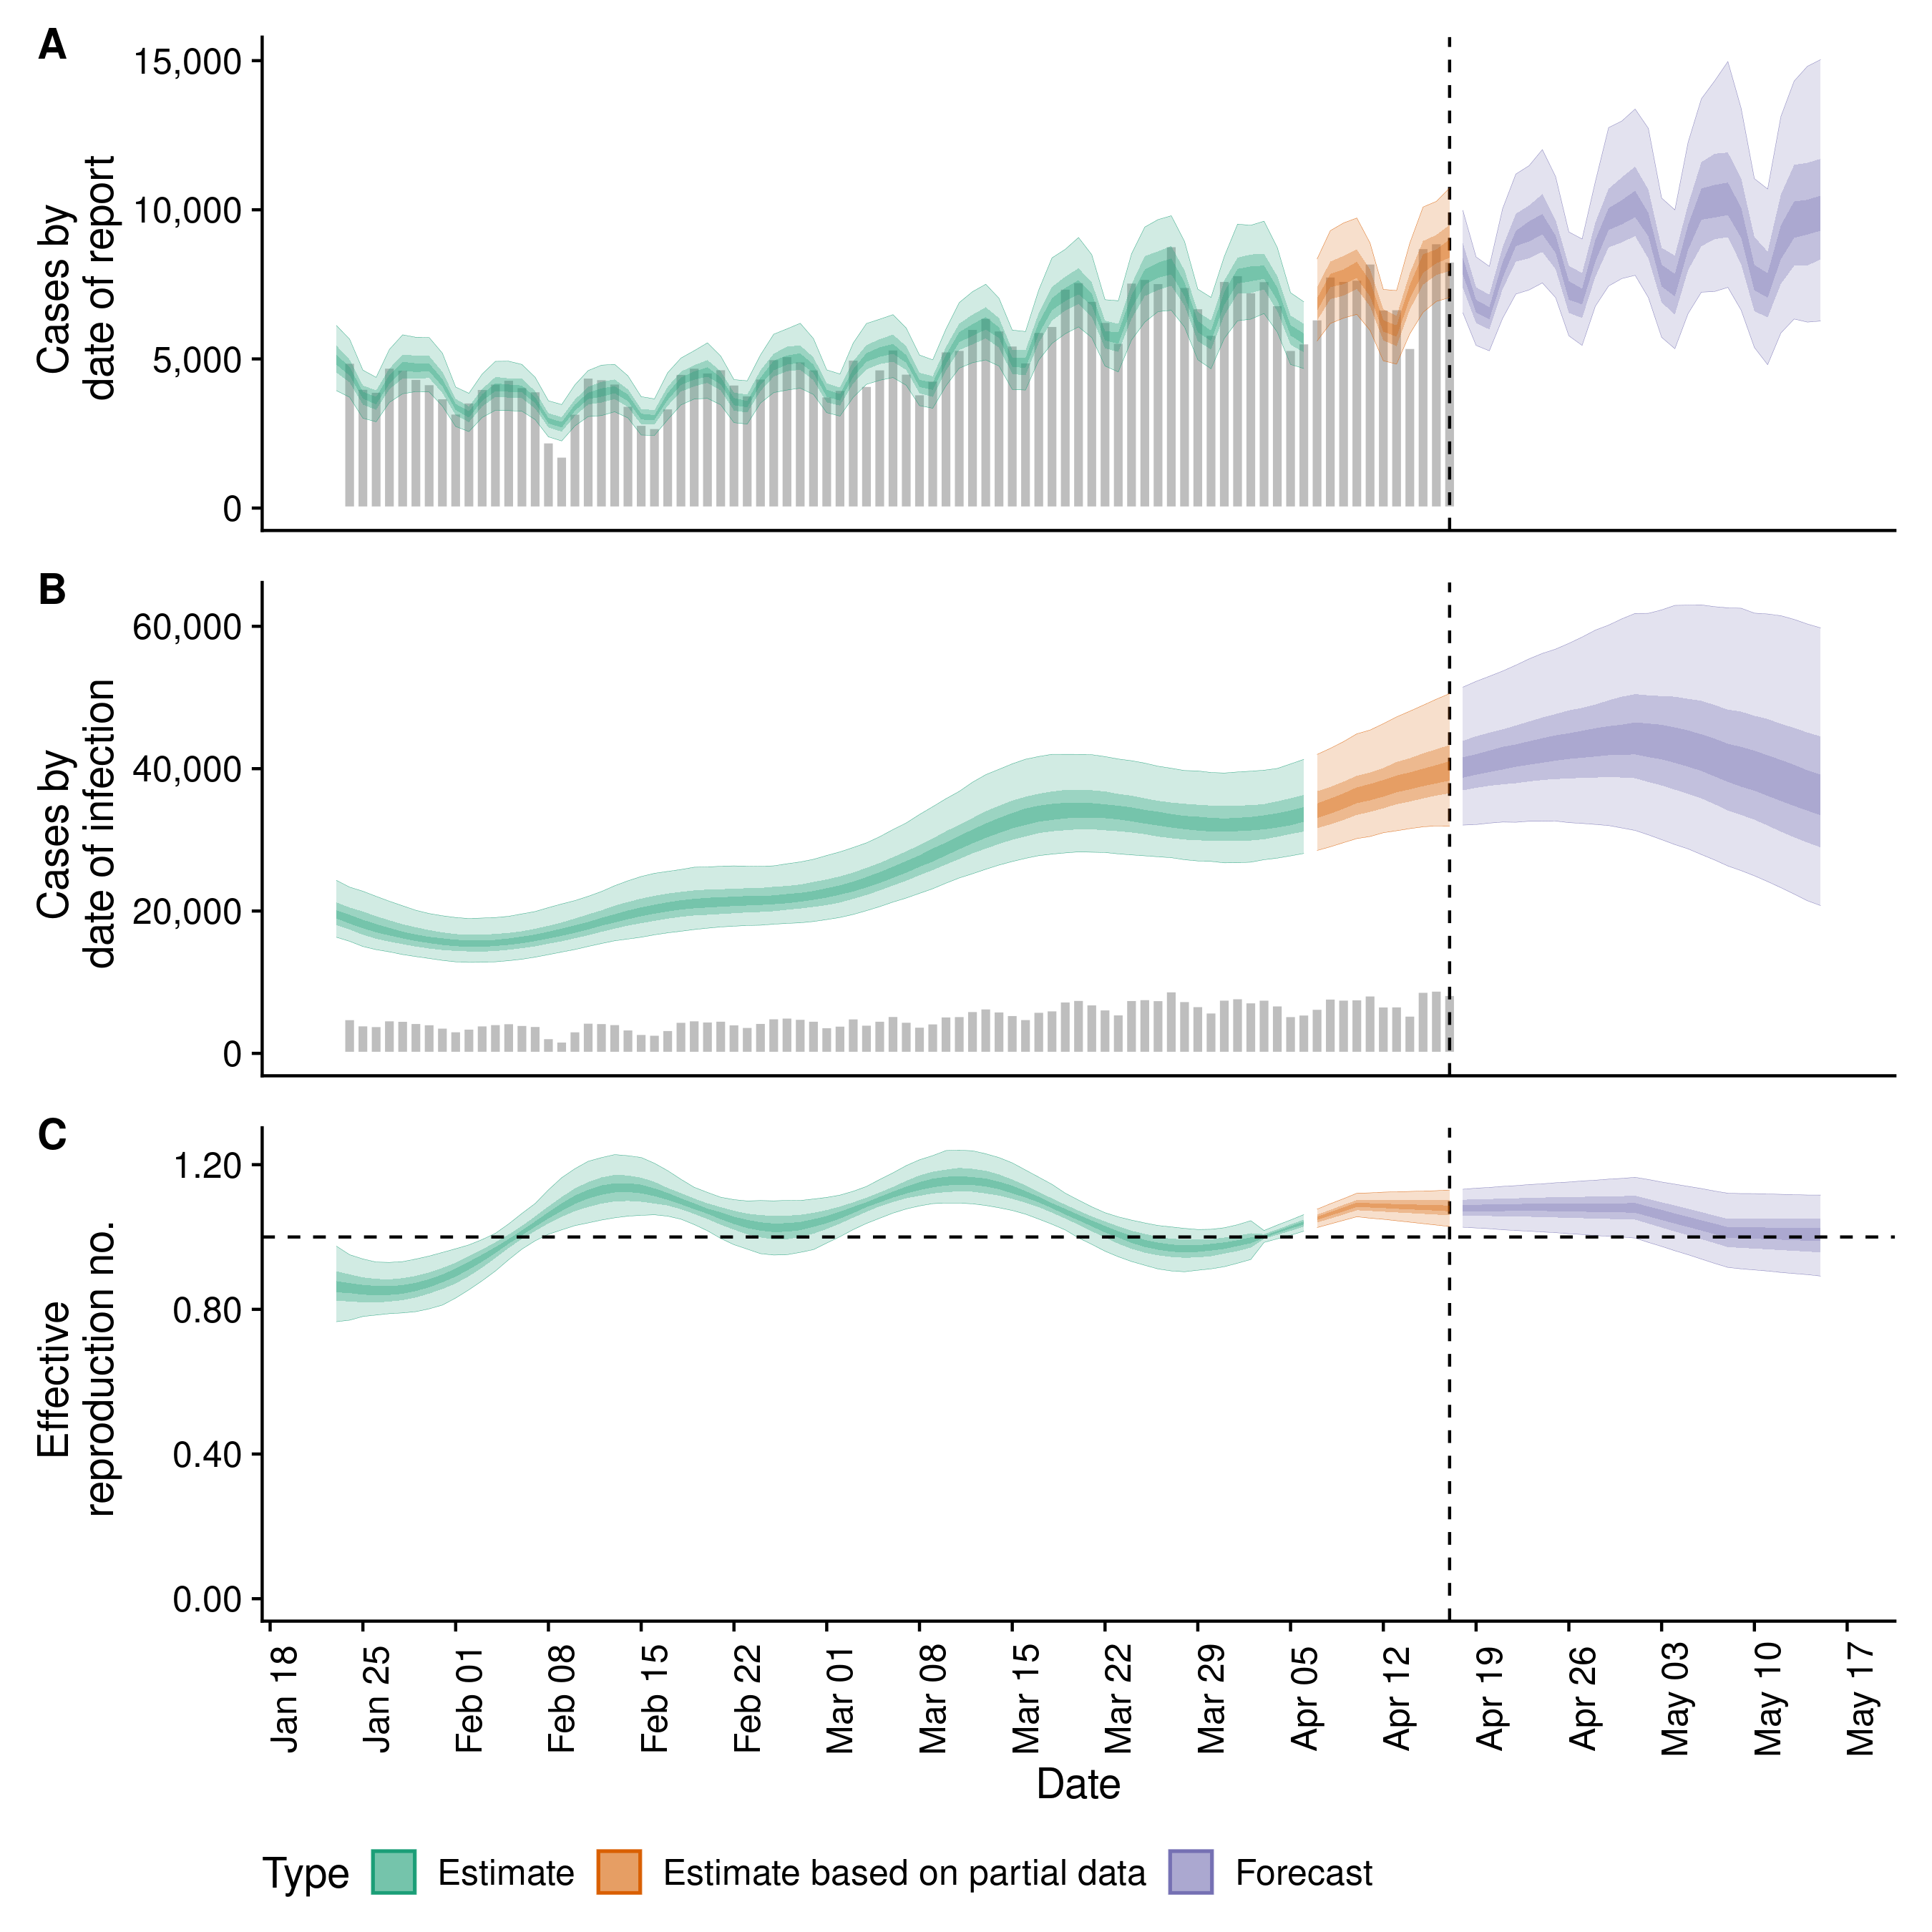 A
15,000
10,000
5,000
0
Cases by
date of report
B
60,000
40,000
20,000
0
Cases by
date of infection
C
1.20
0.80
0.40
0.00
Effective
reproduction no.
Jan 18
Jan 25
Feb 01
Feb 08
Feb 15
Feb 22
Mar 01
Mar 08
Mar 15
Mar 22
Mar 29
Apr 05
Apr 12
Apr 19
Apr 26
May 03
May 10
May 17
Date
Type Estimate Estimate based on partial data Forecast